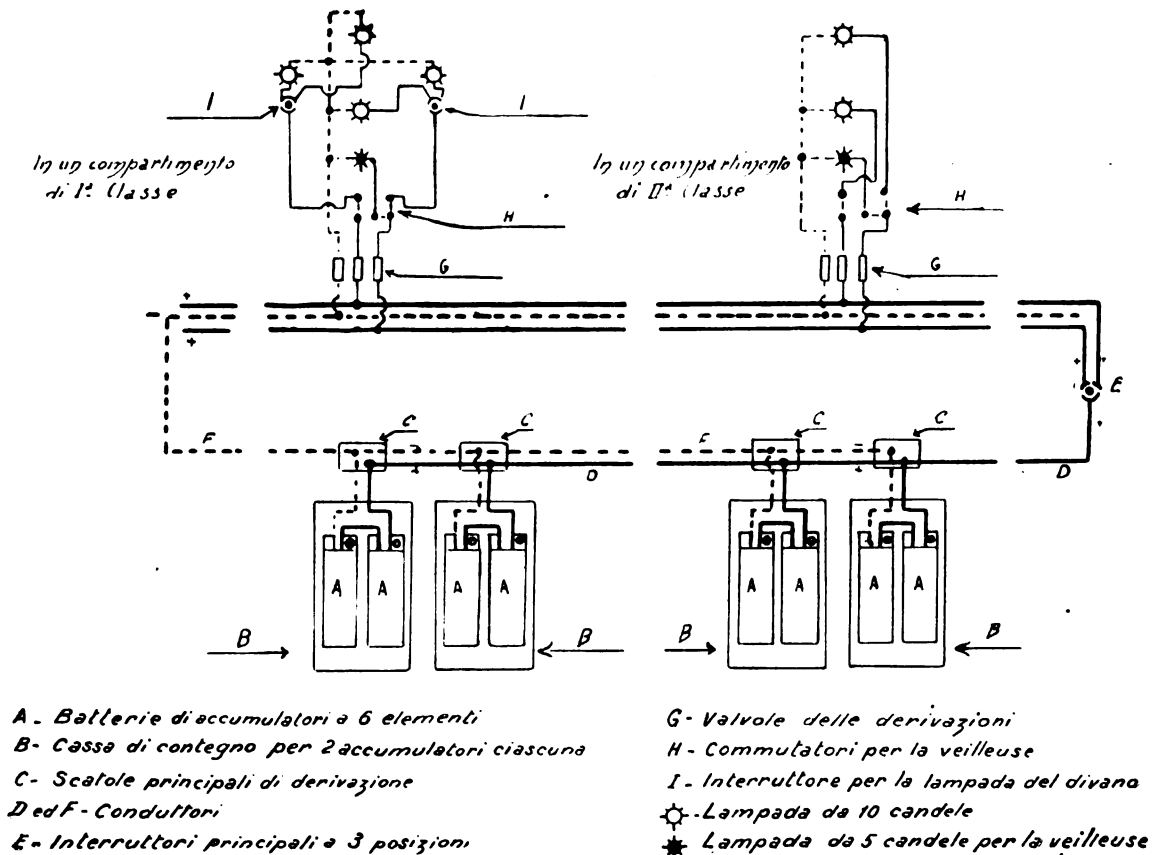 I
I
In un compartimento
di Iª Classe
H
G
In un compartimento
di IIª Classe
H
G
+
-
+
+
E
F
C
C
F
C
C
D
D
A
A
A
A
A
A
A
A
B
B
B
B
A - Batterie di accumulatori a 6 elementi
B - Cassa di contegno per 2 accumulatori ciascuna
C - Scatole principali di derivazione
D ed F - Conduttori
E - Interruttori principali a 3 posizioni
G - Valvole delle derivazioni
H - Commutatori per la veilleuse
I - Interruttore per la lampada del divano
- Lampada da 10 candele
Lampada da 5 candele per la veilleuse